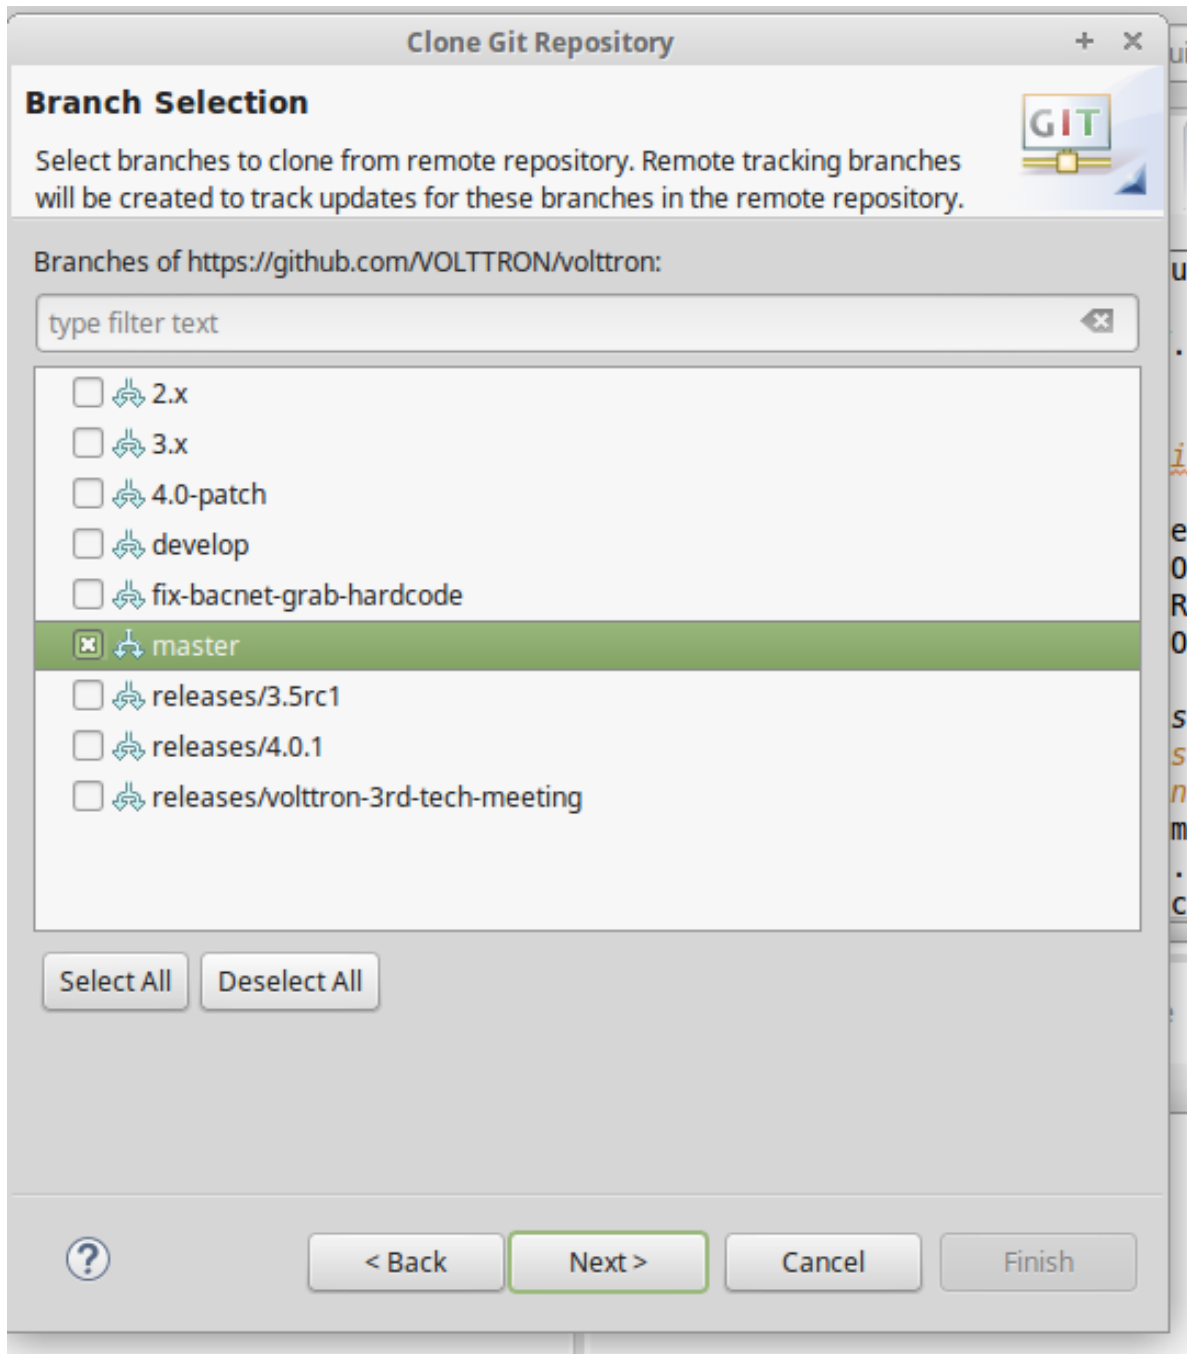 Clone Git Repository
Branch Selection
GIT
Select branches to clone from remote repository. Remote tracking branches
will be created to track updates for these branches in the remote repository.
Branches of https://github.com/VOLTTRON/volttron:
type filter text
2.x
3.x
4.0-patch
develop
fix-bacnet-grab-hardcode
master
releases/3.5rc1
releases/4.0.1
releases/volttron-3rd-tech-meeting
Select All
Deselect All
?
< Back
Next >
Cancel
Finish